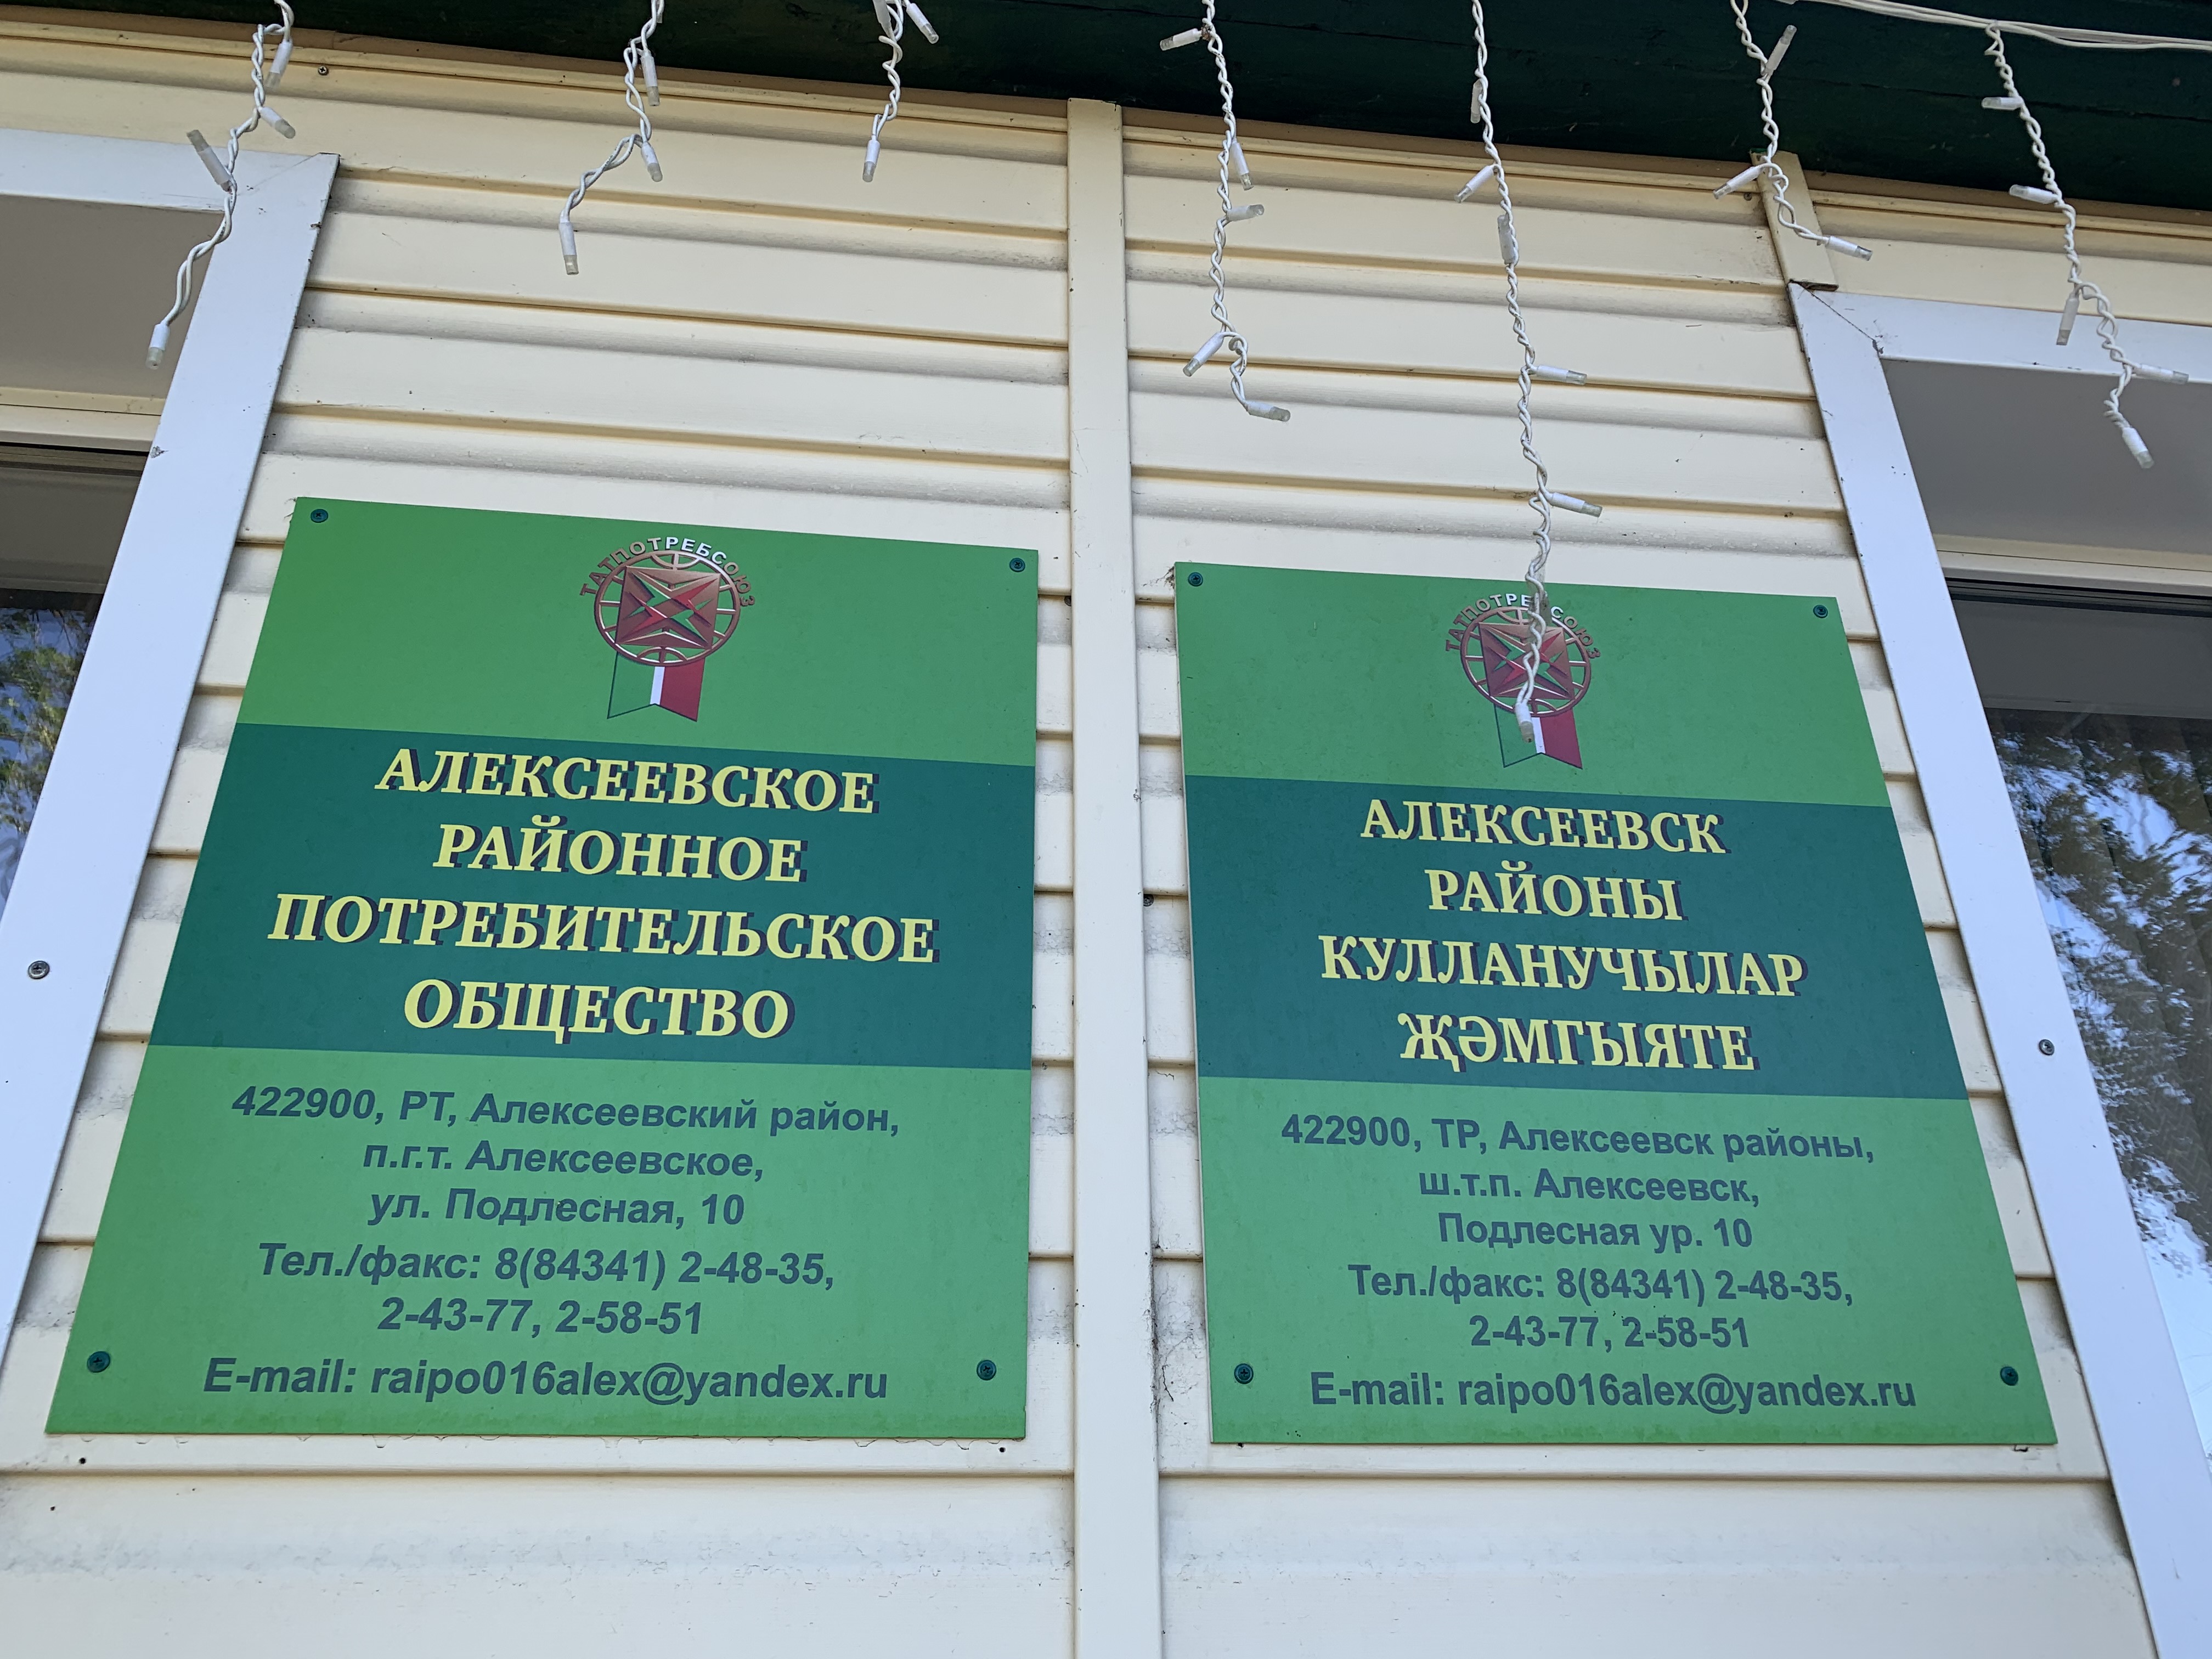 ТАТПОТРЕБСОЮЗ
АЛЕКСЕЕВСКОЕ
РАЙОННОЕ
ПОТРЕБИТЕЛЬСКОЕ
ОБЩЕСТВО
422900, РТ, Алексеевский район,
п.г.т. Алексеевское,
ул. Подлесная, 10
Тел./факс: 8(84341) 2-48-35,
2-43-77, 2-58-51
E-mail: raipo016alex@yandex.ru
ТАТПОТРЕБСОЮЗ
АЛЕКСЕЕВСК
РАЙОНЫ
КУЛЛАНУЧЫЛАР
ҖӘМГЫЯТЕ
422900, ТР, Алексеевск районы,
ш.т.п. Алексеевск,
Подлесная ур. 10
Тел./факс: 8(84341) 2-48-35,
2-43-77, 2-58-51
E-mail: raipo016alex@yandex.ru